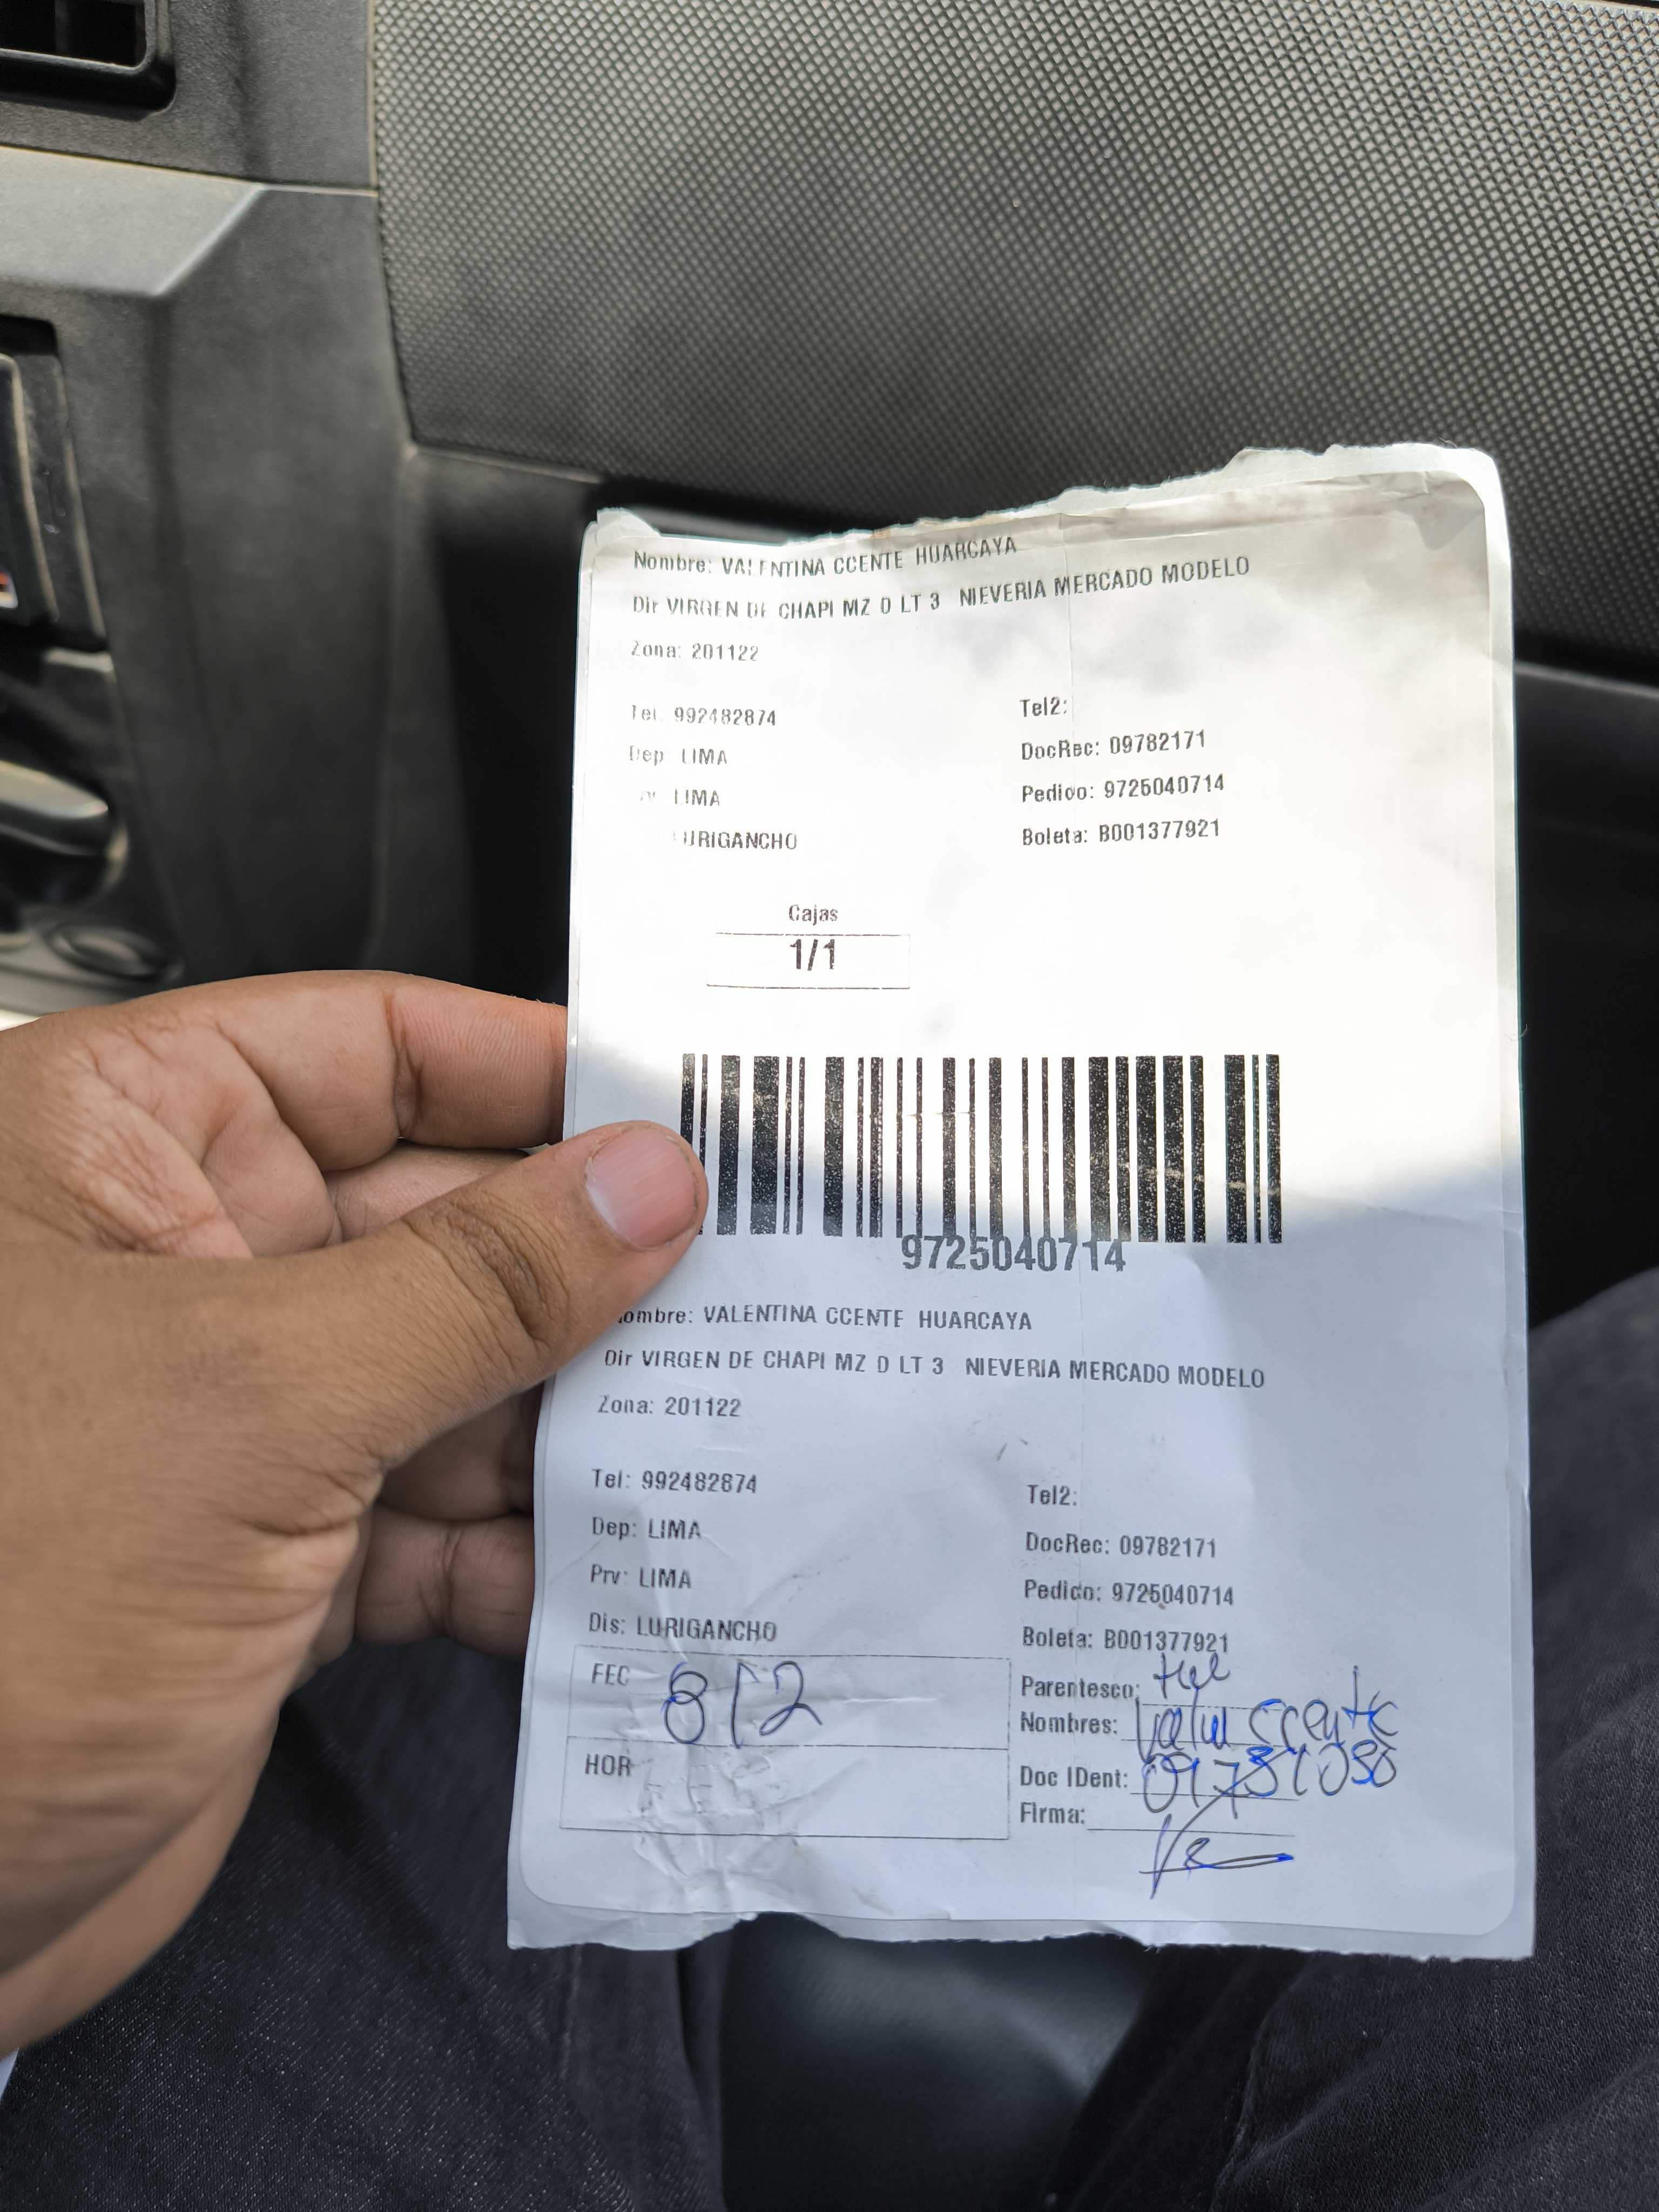 Nombre: VALENTINA CCENTE HUARCAYA
Dir VIRGEN DE CHAPI MZ D LT 3 NIEVERIA MERCADO MODELO
Zona: 201122
Tel: 992482874 Tel2:
Dep LIMA DocRec: 09782171
LIMA Pedido: 9725040714
LURIGANCHO Boleta: B001377921
Cajas
1/1
9725040714
Nombre: VALENTINA CCENTE HUARCAYA
Dir VIRGEN DE CHAPI MZ D LT 3 NIEVERIA MERCADO MODELO
Zona: 201122
Tel: 992482874 Tel2:
Dep: LIMA DocRec: 09782171
Prv: LIMA Pedido: 9725040714
Dis: LURIGANCHO Boleta: B001377921
FEC 8/2 Parentesco:
Nombres:
HOR Doc IDent:
Firma: